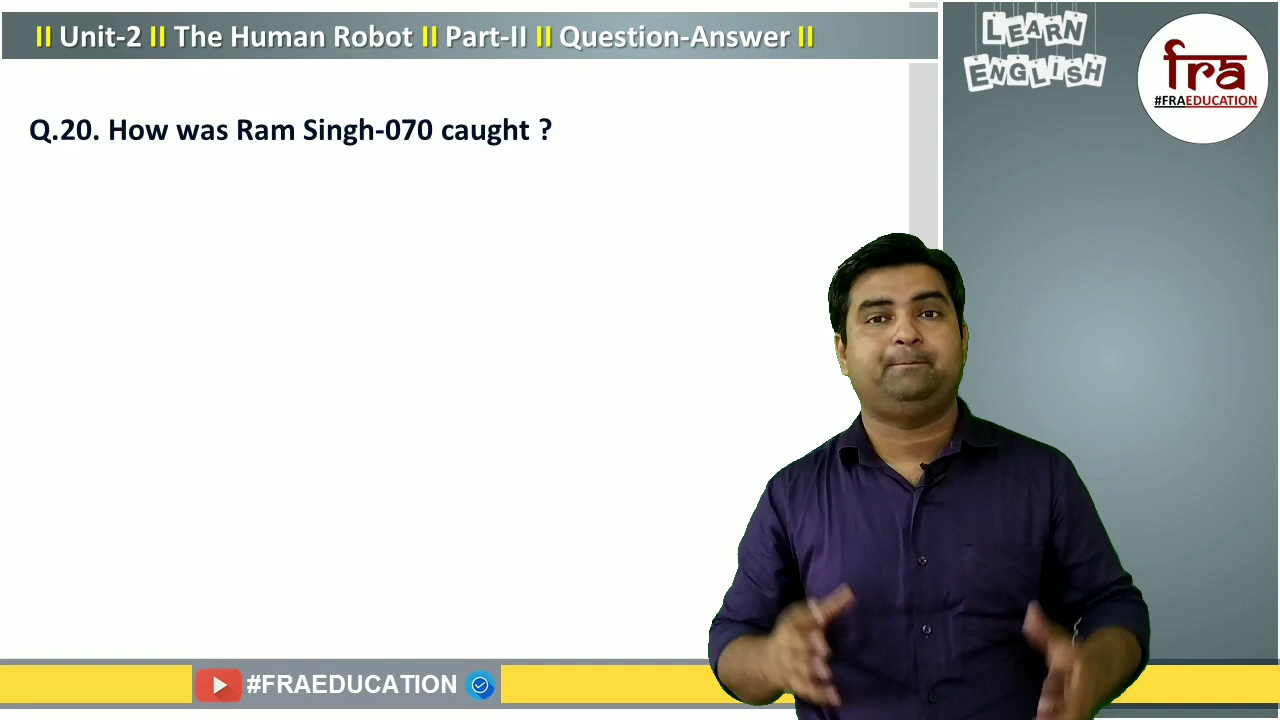 II Unit-2 II The Human Robot II Part-II II Question-Answer II
LEARN
ENGLISH
fra
#FRAEDUCATION
Q.20. How was Ram Singh-070 caught ?
#FRAEDUCATION